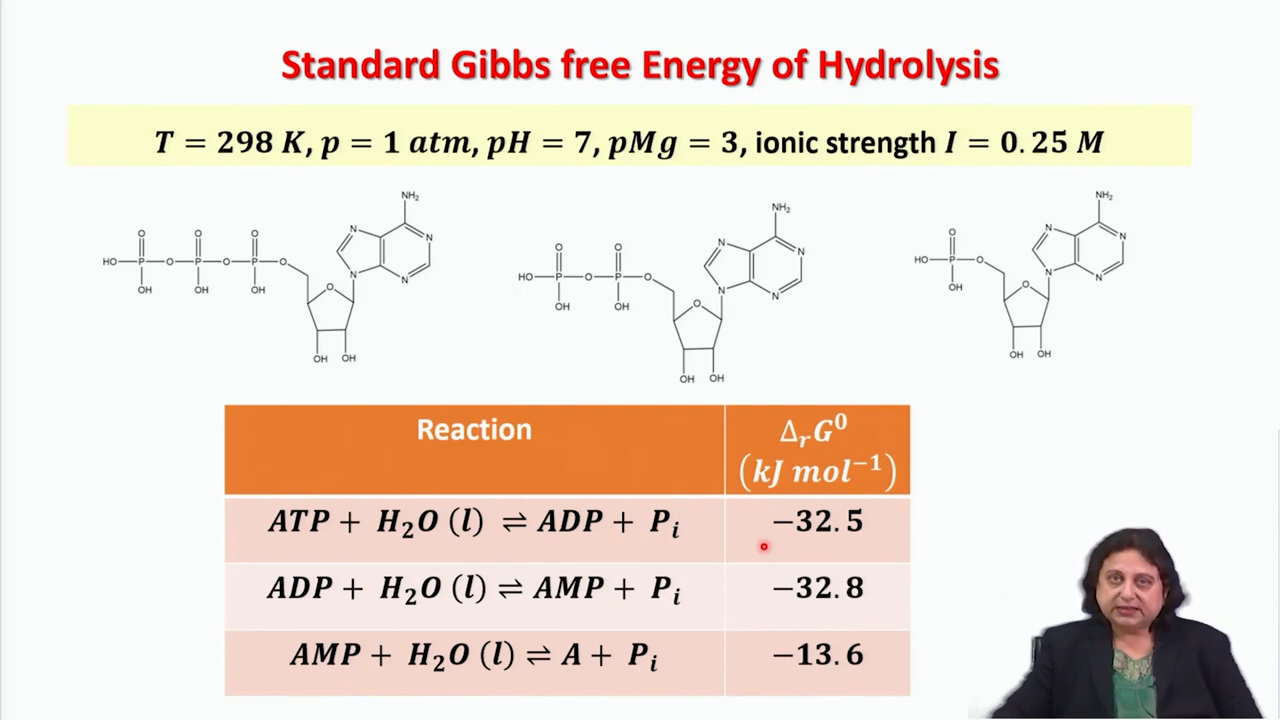 Standard Gibbs free Energy of Hydrolysis
T = 298 K, p = 1 atm, pH = 7, pMg = 3, ionic strength I = 0.25 M
NH₂
N
N
N
N
O
O
O
HO
P
O
P
O
P
O
OH
OH
OH
O
OH
OH
NH₂
N
N
N
N
O
O
HO
P
O
P
O
OH
OH
O
OH
OH
NH₂
N
N
N
N
O
HO
P
O
OH
O
OH
OH
Reaction
ΔᵣG⁰
(kJ mol⁻¹)
ATP + H₂O (l) ⇌ ADP + Pᵢ
−32.5
ADP + H₂O (l) ⇌ AMP + Pᵢ
−32.8
AMP + H₂O (l) ⇌ A + Pᵢ
−13.6